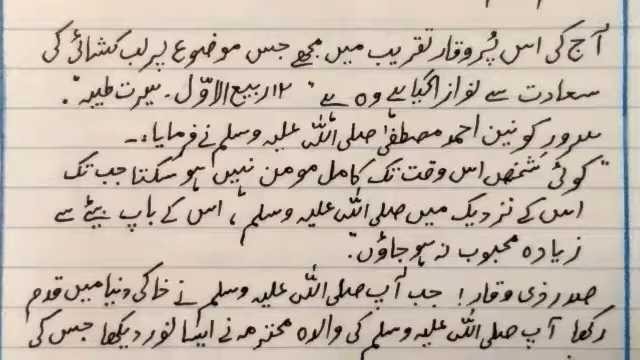 آج کی اس پُر وقار تقریب میں مجھے جس موضوع پر لب کشائی کی
سعادت سے نوازا گیا ہے وہ ہے "۱۲ ربیع الاوّل۔ سیرت طیبہ"۔
سرور کونین احمد مصطفیٰ صلی اللہ علیہ وسلم نے فرمایا:۔
"کوئی شخص اس وقت تک کامل مومن نہیں ہو سکتا جب تک
اس کے نزدیک میں صلی اللہ علیہ وسلم، اس کے باپ بیٹے سے
زیادہ محبوب نہ ہو جاؤں"۔
صدر ذی وقار! جب آپ صلی اللہ علیہ وسلم نے خاکی دنیا میں قدم
رکھا آپ صلی اللہ علیہ وسلم کی والدہ محترمہ نے ایسا نور دیکھا جس کی